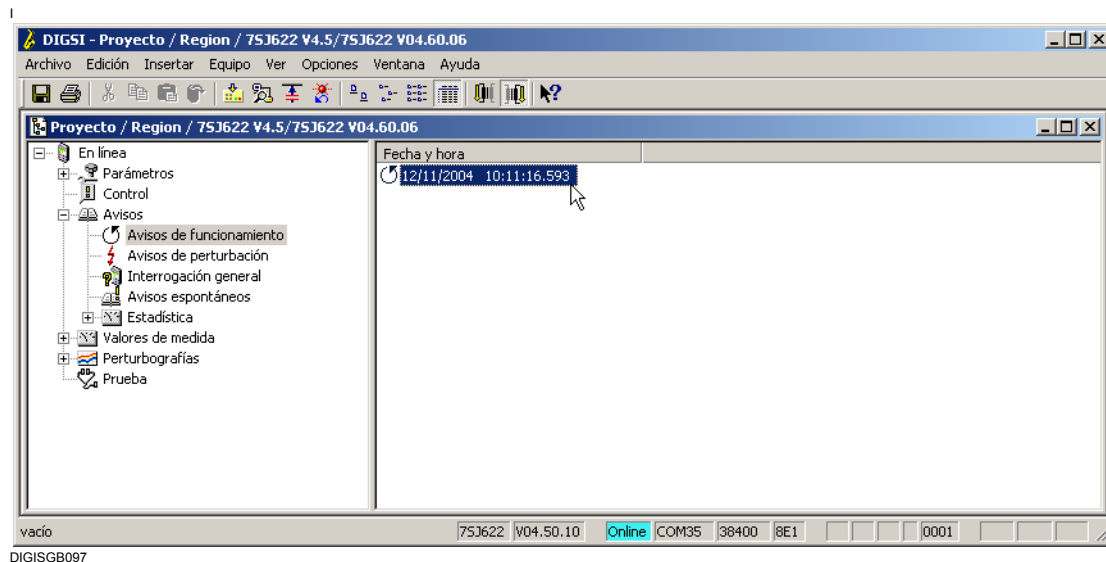 DIGSI - Proyecto / Region / 7SJ622 V4.5/7SJ622 V04.60.06
Archivo Edición Insertar Equipo Ver Opciones Ventana Ayuda
Proyecto / Region / 7SJ622 V4.5/7SJ622 V04.60.06
En línea
Parámetros
Control
Avisos
Avisos de funcionamiento
Avisos de perturbación
Interrogación general
Avisos espontáneos
Estadística
Valores de medida
Perturbografías
Prueba
Fecha y hora
12/11/2004 10:11:16.593
vacío 7SJ622 V04.50.10 Online COM35 38400 8E1 0001
DIGISGB097